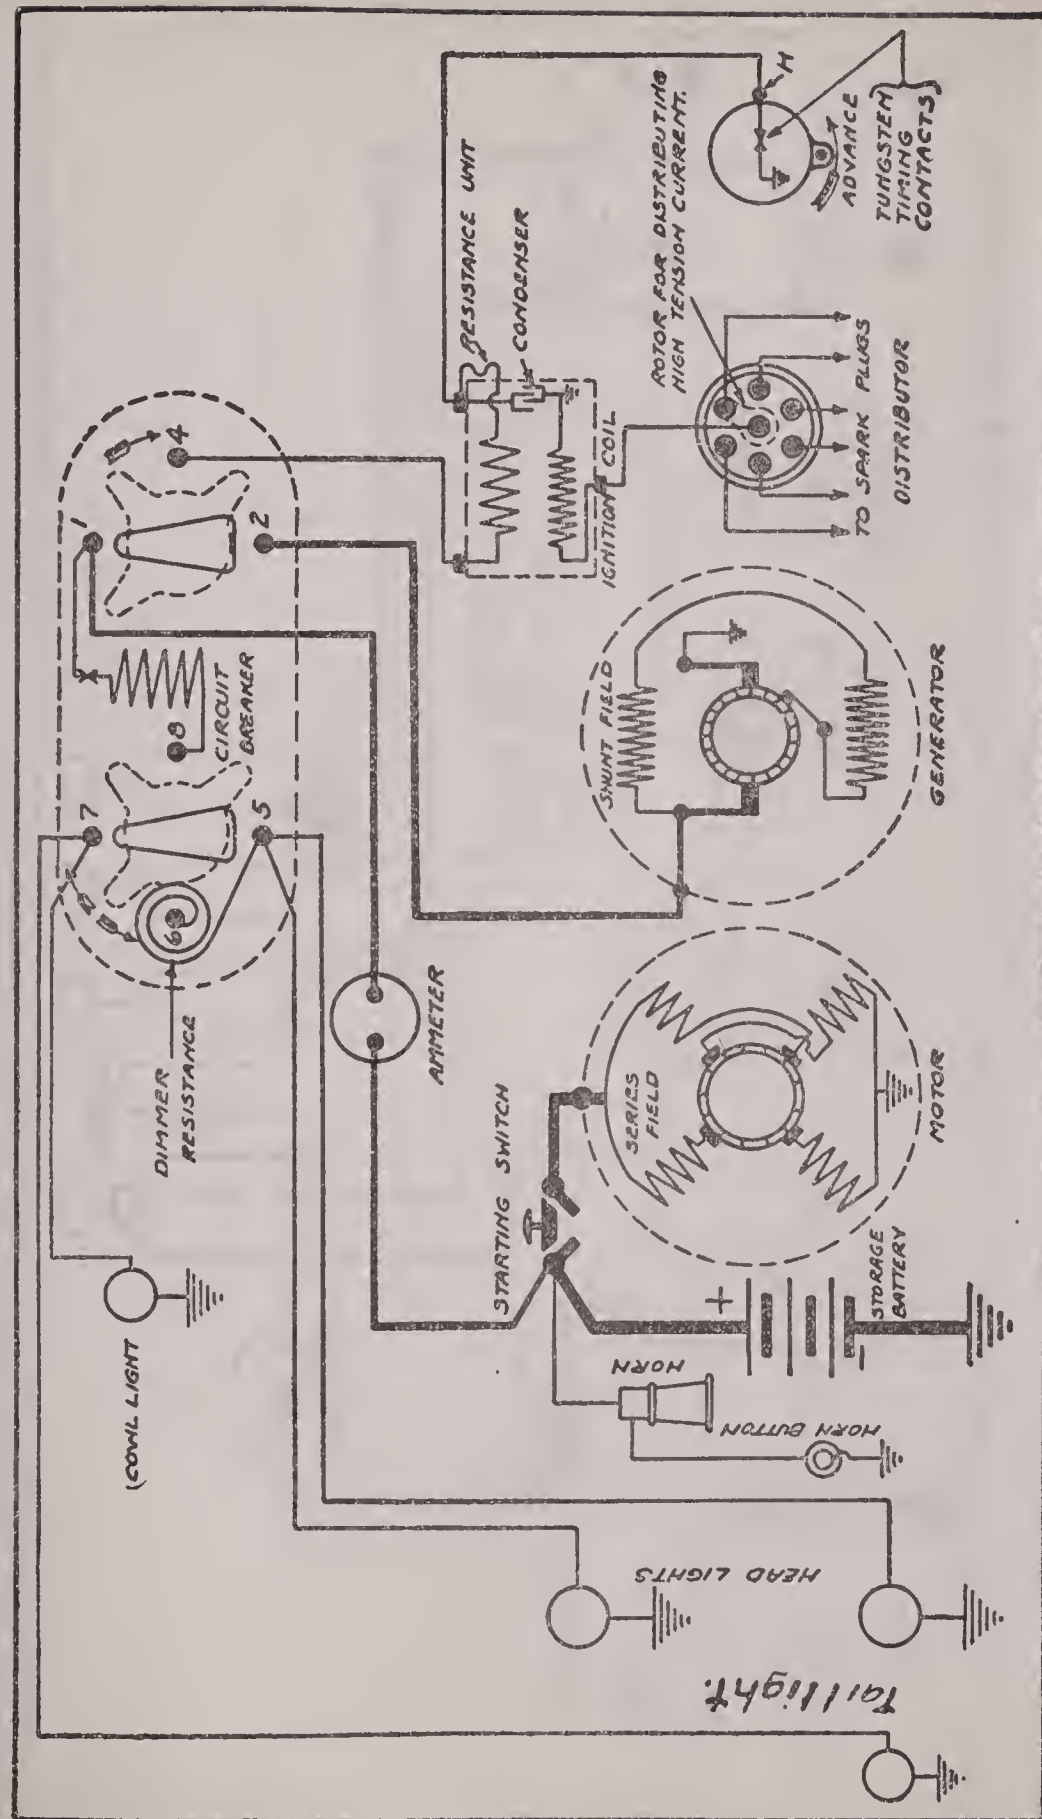 H
ADVANCE
TUNGSTEN
TIMING
CONTACTS
RESISTANCE UNIT
CONDENSER
ROTOR FOR DISTRIBUTING
HIGH TENSION CURRENT.
IGNITION COIL
TO SPARK PLUGS
DISTRIBUTOR
4
1
2
CIRCUIT
BREAKER
8
7
5
6
SHUNT FIELD
GENERATOR
DIMMER
RESISTANCE
AMMETER
STARTING SWITCH
SERIES
FIELD
MOTOR
+
-
STORAGE
BATTERY
(COWL LIGHT
HORN
HORN BUTTON
HEAD LIGHTS
Tail light.